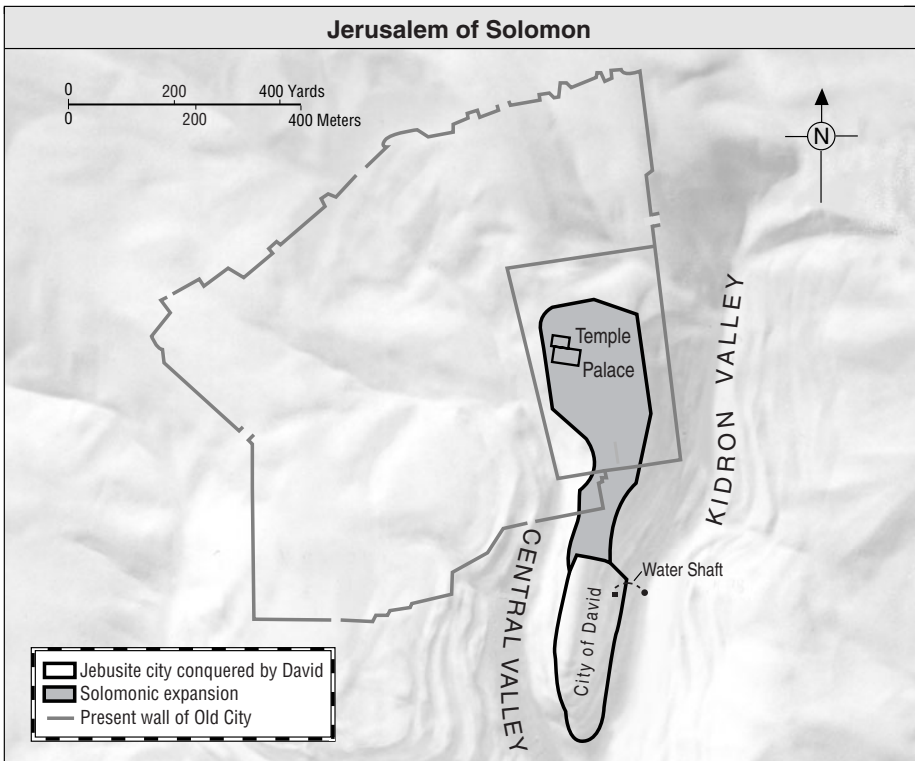 Jerusalem of Solomon
0 200 400 Yards
0 200 400 Meters
N
Temple
Palace
KIDRON VALLEY
CENTRAL VALLEY
Water Shaft
City of David
Jebusite city conquered by David
Solomonic expansion
Present wall of Old City